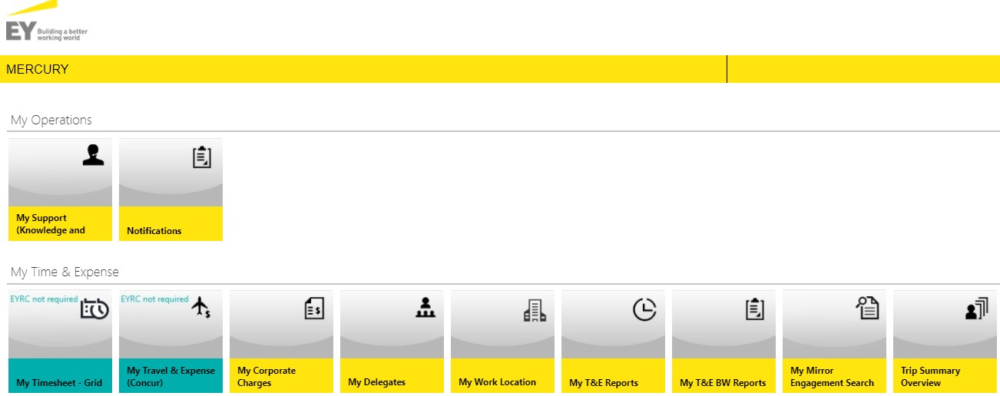 EY Building a better
working world
MERCURY
My Operations
My Support
(Knowledge and
Notifications
My Time & Expense
EYRC not required
My Timesheet - Grid
EYRC not required
My Travel & Expense
(Concur)
My Corporate
Charges
My Delegates
My Work Location
My T&E Reports
My T&E BW Reports
My Mirror
Engagement Search
Trip Summary
Overview